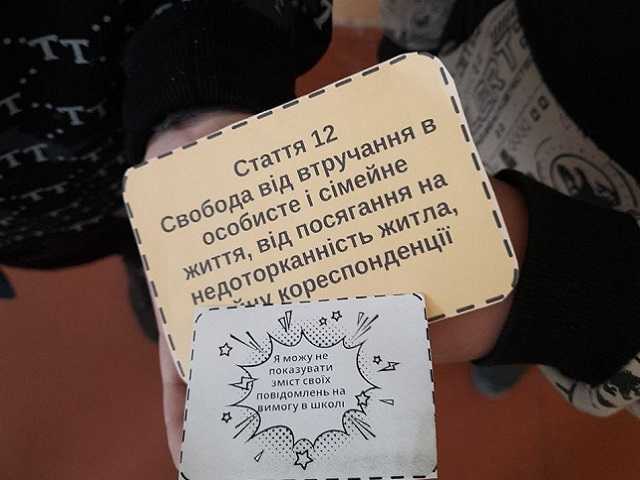 Стаття 12
Свобода від втручання в
особисте і сімейне
життя, від посягання на
недоторканність житла,
кореспонденції
Я можу не
показувати
зміст своїх
повідомлень на
вимогу в школі